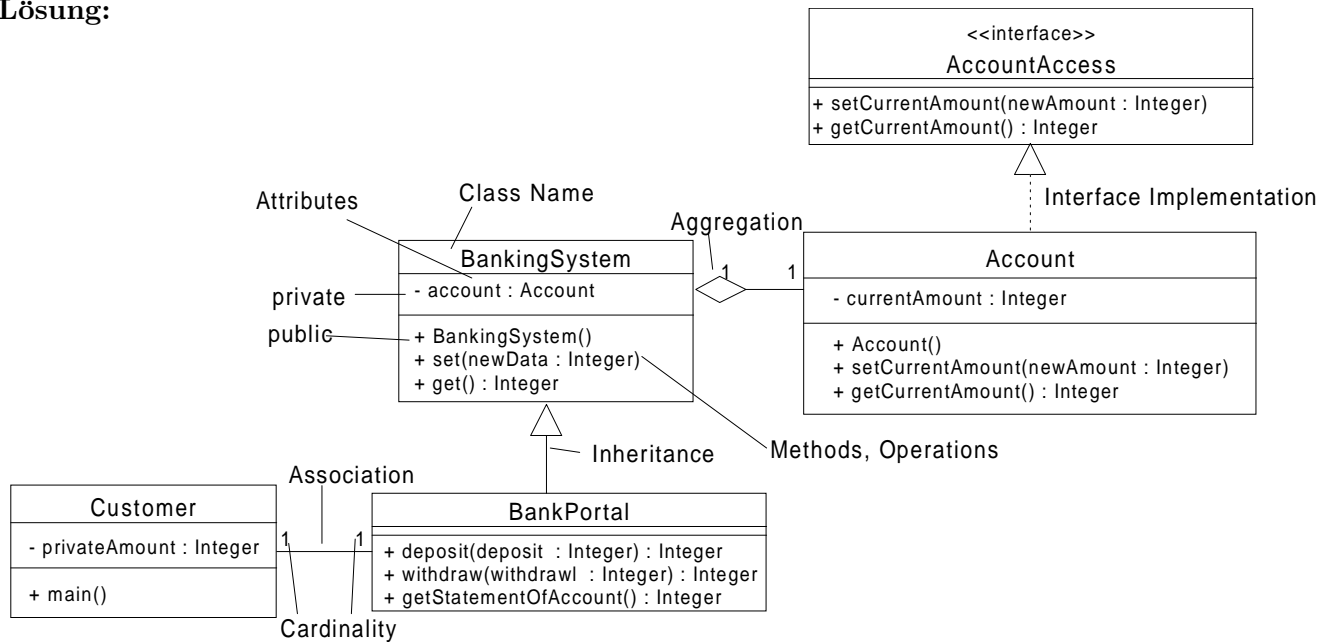 Lösung:
<<interface>>
AccountAccess
+ setCurrentAmount(newAmount : Integer)
+ getCurrentAmount() : Integer
Interface Implementation
Attributes
Class Name
Aggregation
private
public
BankingSystem
- account : Account
+ BankingSystem()
+ set(newData : Integer)
+ get() : Integer
1
1
Account
- currentAmount : Integer
+ Account()
+ setCurrentAmount(newAmount : Integer)
+ getCurrentAmount() : Integer
Inheritance
Methods, Operations
Association
Customer
- privateAmount : Integer
+ main()
1
1
BankPortal
+ deposit(deposit : Integer) : Integer
+ withdraw(withdrawl : Integer) : Integer
+ getStatementOfAccount() : Integer
Cardinality